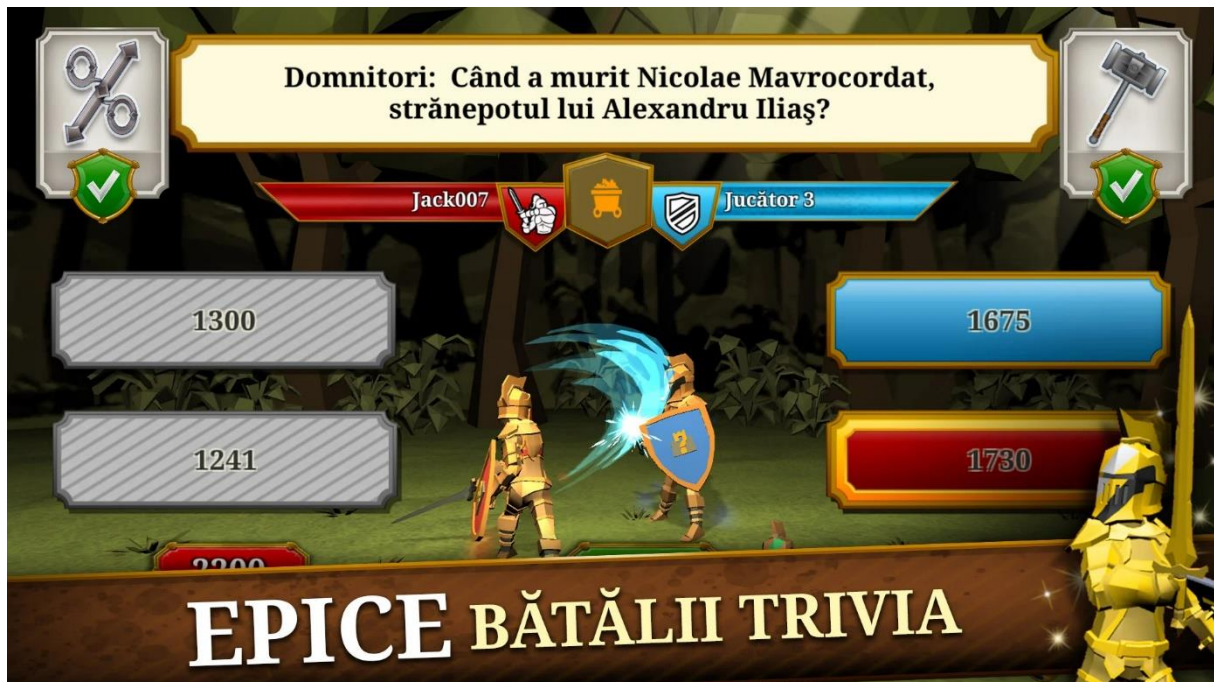 Domnitori: Când a murit Nicolae Mavrocordat,
strănepotul lui Alexandru Iliaş?
Jack007
Jucător 3
1300
1675
1241
1730
2200
EPICE BĂTĂLII TRIVIA